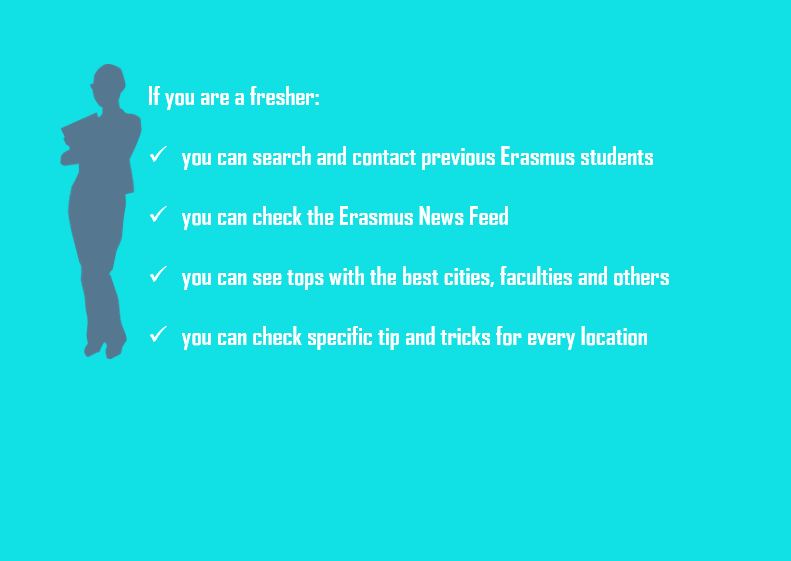 If you are a fresher:
✓ you can search and contact previous Erasmus students
✓ you can check the Erasmus News Feed
✓ you can see tops with the best cities, faculties and others
✓ you can check specific tip and tricks for every location